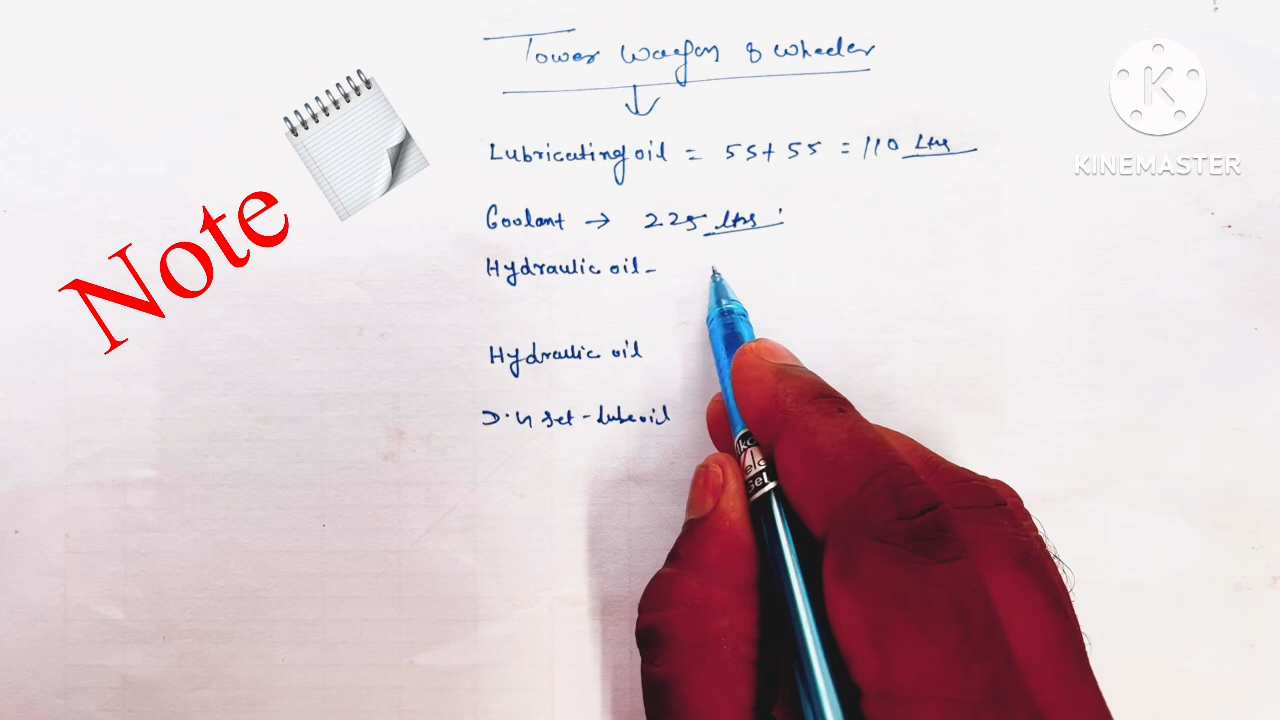 Tower Wagon 8 wheeler
Lubricating oil = 55+55 = 110 Ltrs
Coolant → 225 Ltrs
Hydraulic oil -
Hydraulic oil
D.G set - Lube oil
Note
K
KINEMASTER
Gel